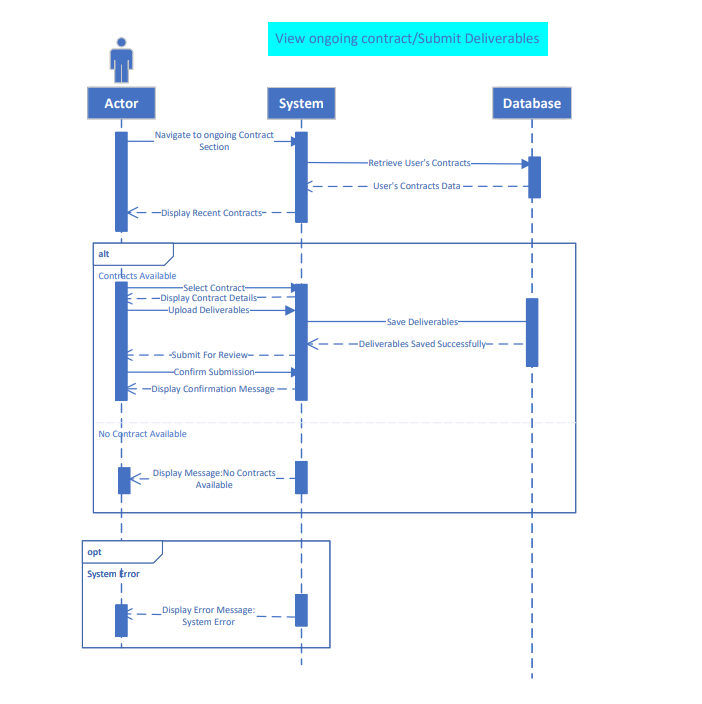 View ongoing contract/Submit Deliverables
Actor
System
Database
Navigate to ongoing Contract
Section
Retrieve User's Contracts
User's Contracts Data
Display Recent Contracts
alt
Contracts Available
Select Contract
Display Contract Details
Upload Deliverables
Save Deliverables
Deliverables Saved Successfully
Submit For Review
Confirm Submission
Display Confirmation Message
No Contract Available
Display Message:No Contracts
Available
opt
System Error
Display Error Message:
System Error